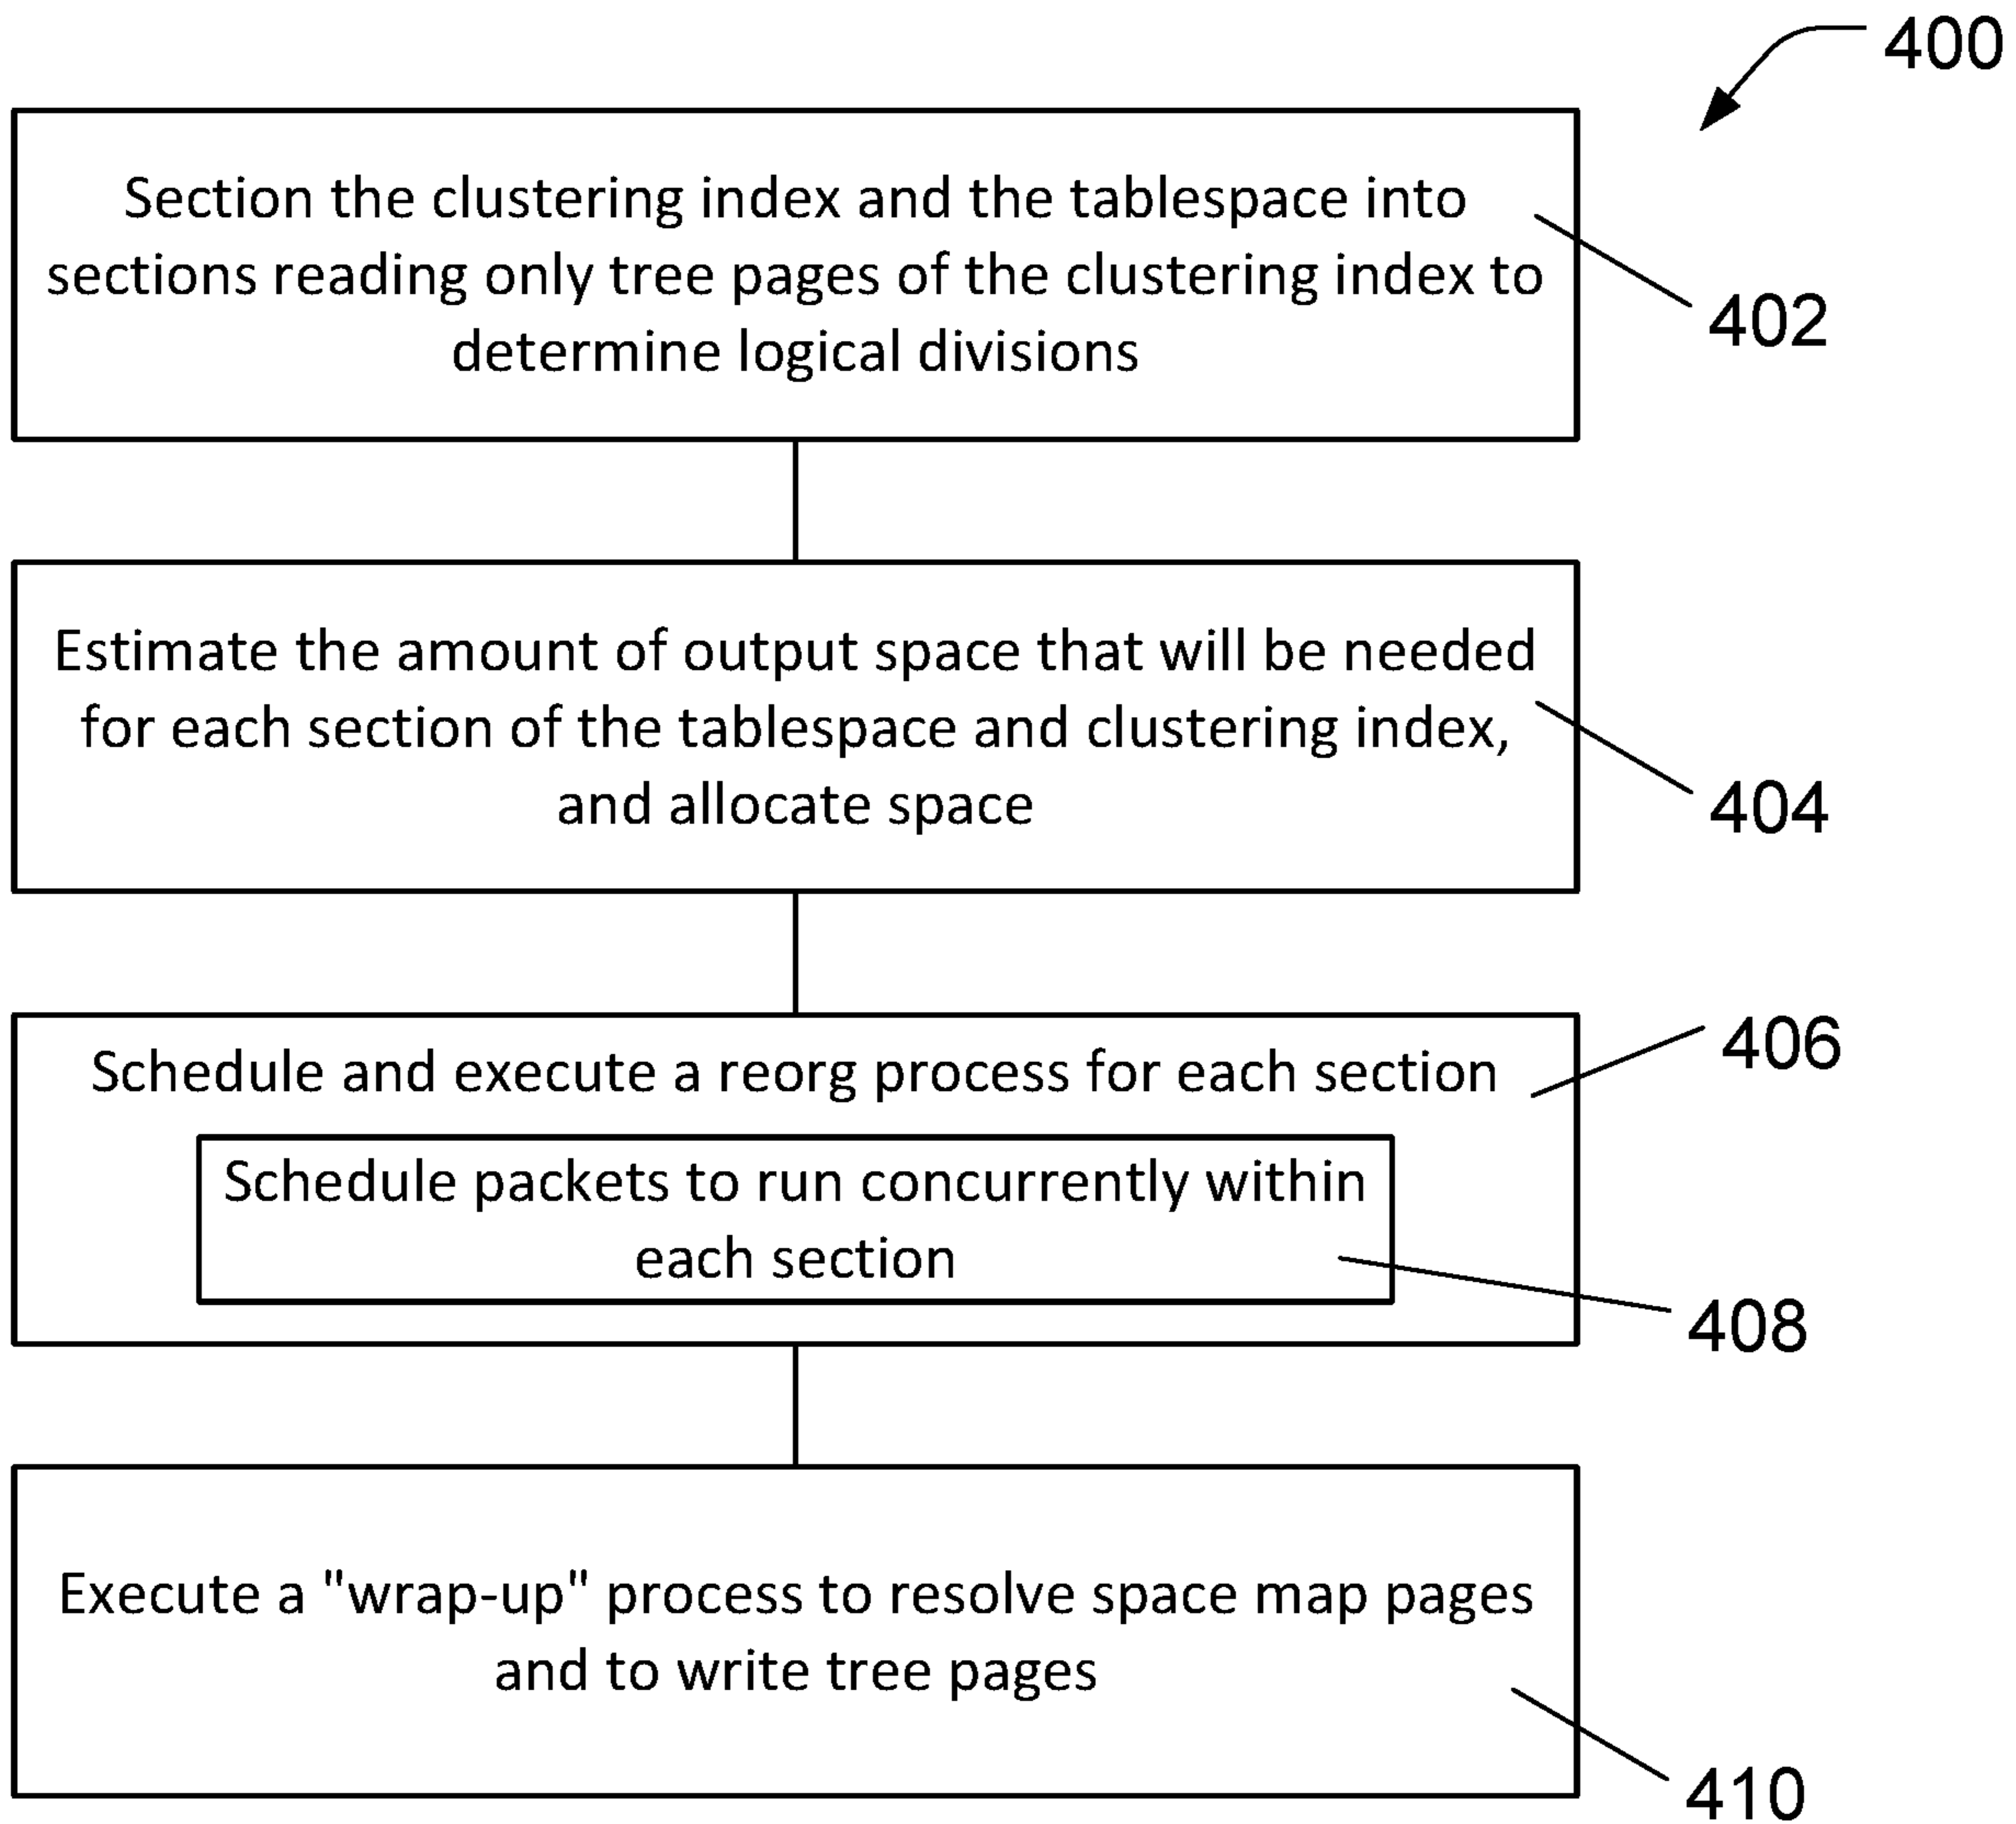 400
Section the clustering index and the tablespace into
sections reading only tree pages of the clustering index to
determine logical divisions
402
Estimate the amount of output space that will be needed
for each section of the tablespace and clustering index,
and allocate space
404
Schedule and execute a reorg process for each section
406
Schedule packets to run concurrently within
each section
408
Execute a "wrap-up" process to resolve space map pages
and to write tree pages
410